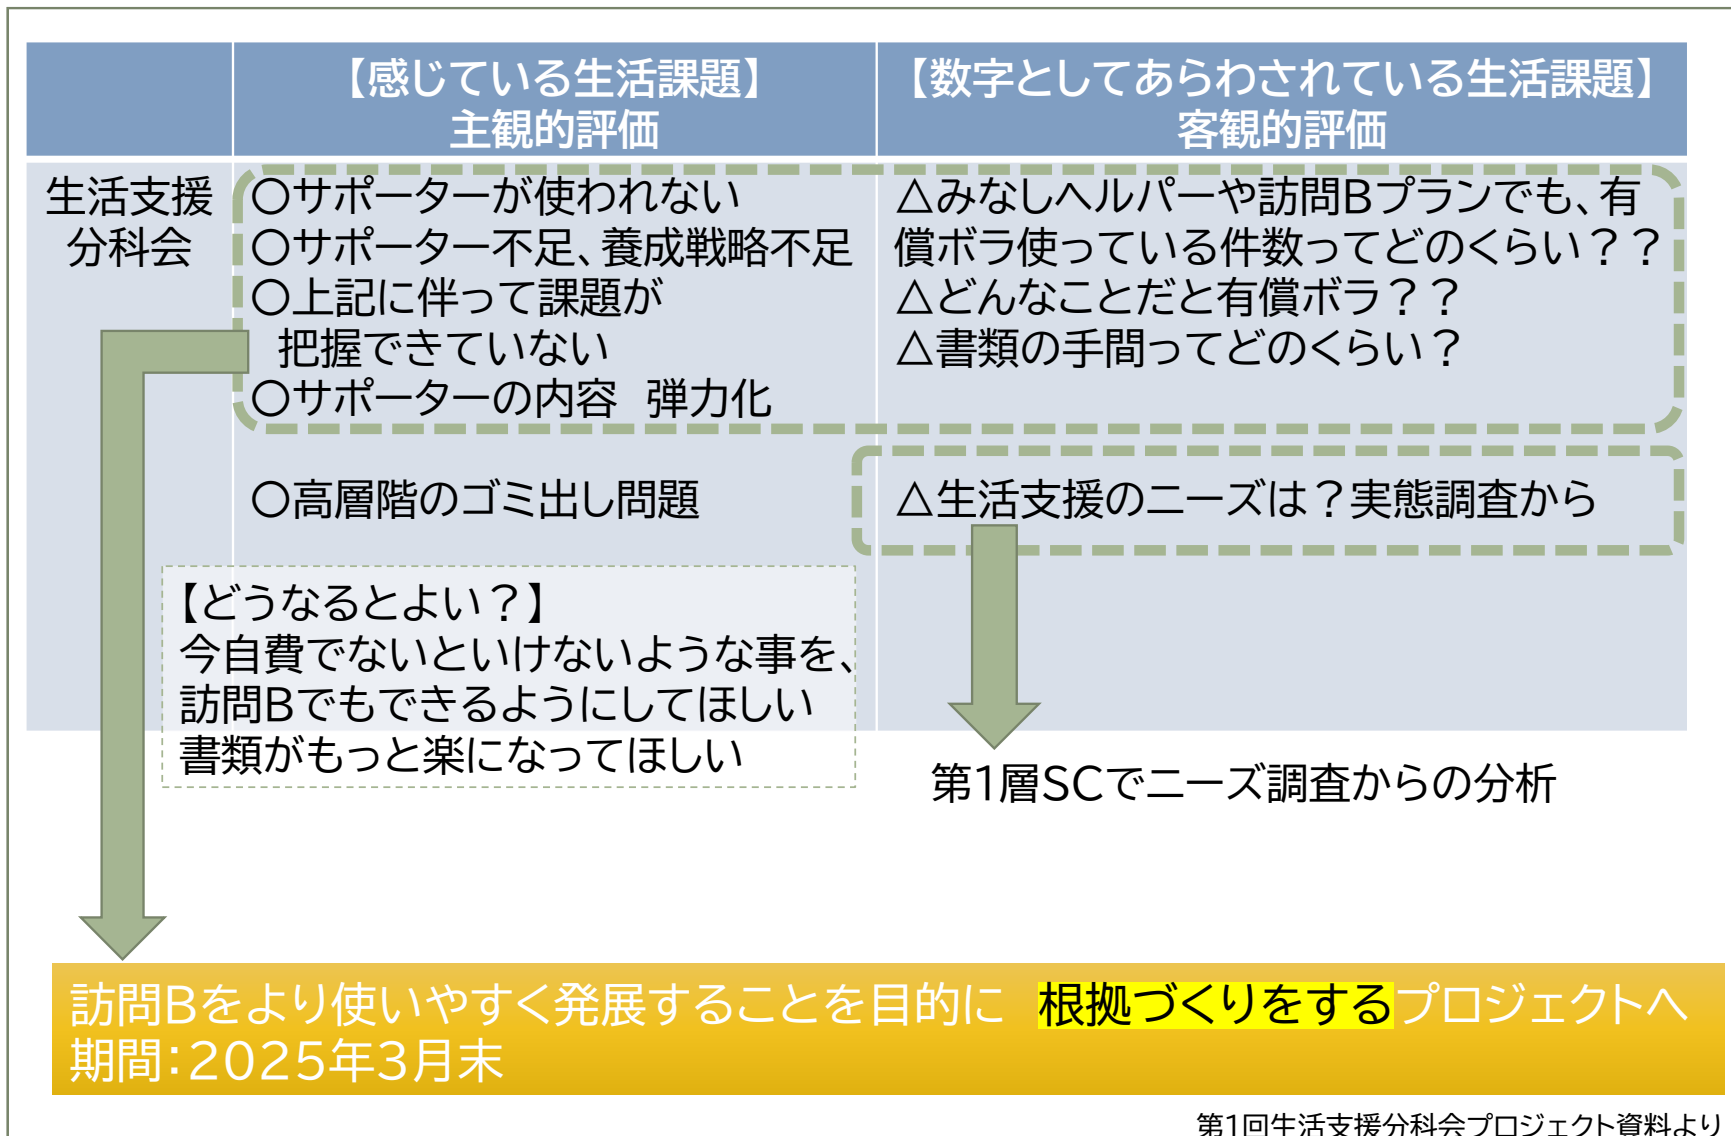 【感じている生活課題】
主観的評価
【数字としてあらわされている生活課題】
客観的評価
生活支援
分科会
〇サポーターが使われない
〇サポーター不足、養成戦略不足
〇上記に伴って課題が
把握できていない
〇サポーターの内容　弾力化
〇高層階のゴミ出し問題
△みなしヘルパーや訪問Bプランでも、有
償ボラ使っている件数ってどのくらい？？
△どんなことだと有償ボラ？？
△書類の手間ってどのくらい？
△生活支援のニーズは？実態調査から
【どうなるとよい？】
今自費でないといけないような事を、
訪問Bでもできるようにしてほしい
書類がもっと楽になってほしい
第1層SCでニーズ調査からの分析
訪問Bをより使いやすく発展することを目的に　根拠づくりをするプロジェクトへ
期間：2025年3月末
第1回生活支援分科会プロジェクト資料より